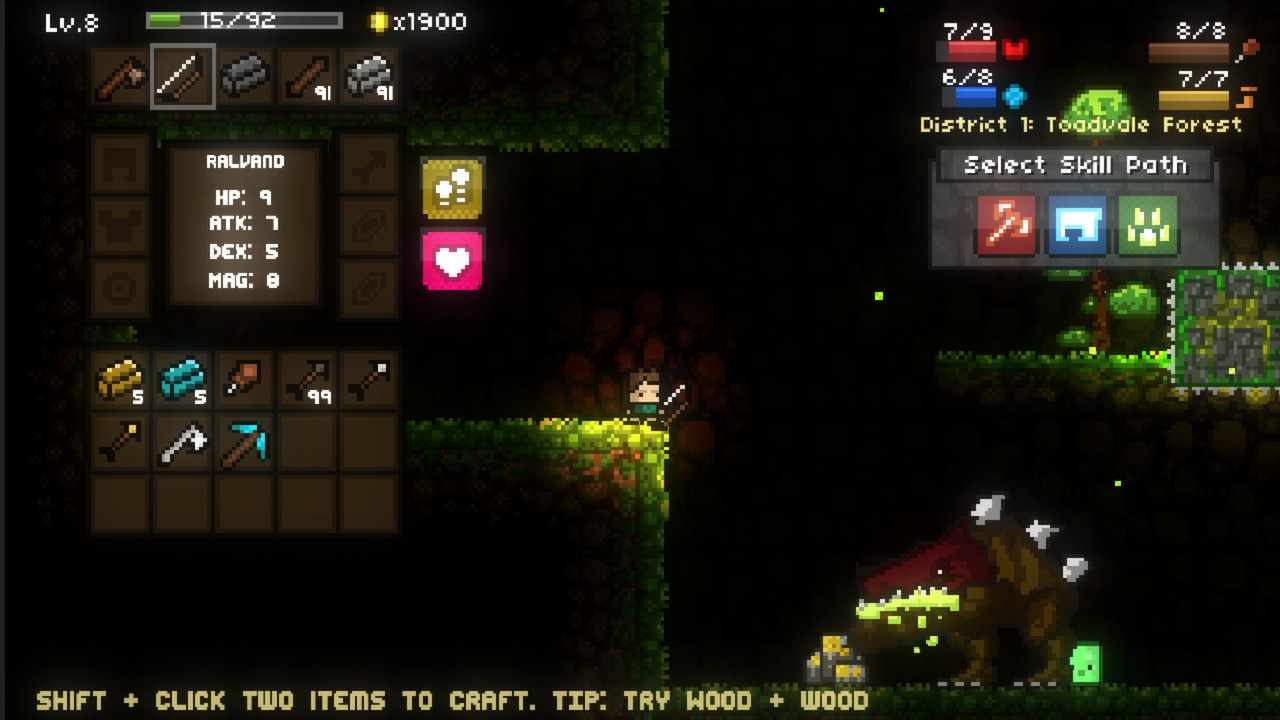 Lv.8
15/92
x1900
91
91
RALVAND
HP: 9
ATK: 7
DEX: 5
MAG: 8
5
5
99
7/9
8/8
6/8
7/7
District 1: Toadvale Forest
Select Skill Path
SHIFT + CLICK TWO ITEMS TO CRAFT. TIP: TRY WOOD + WOOD